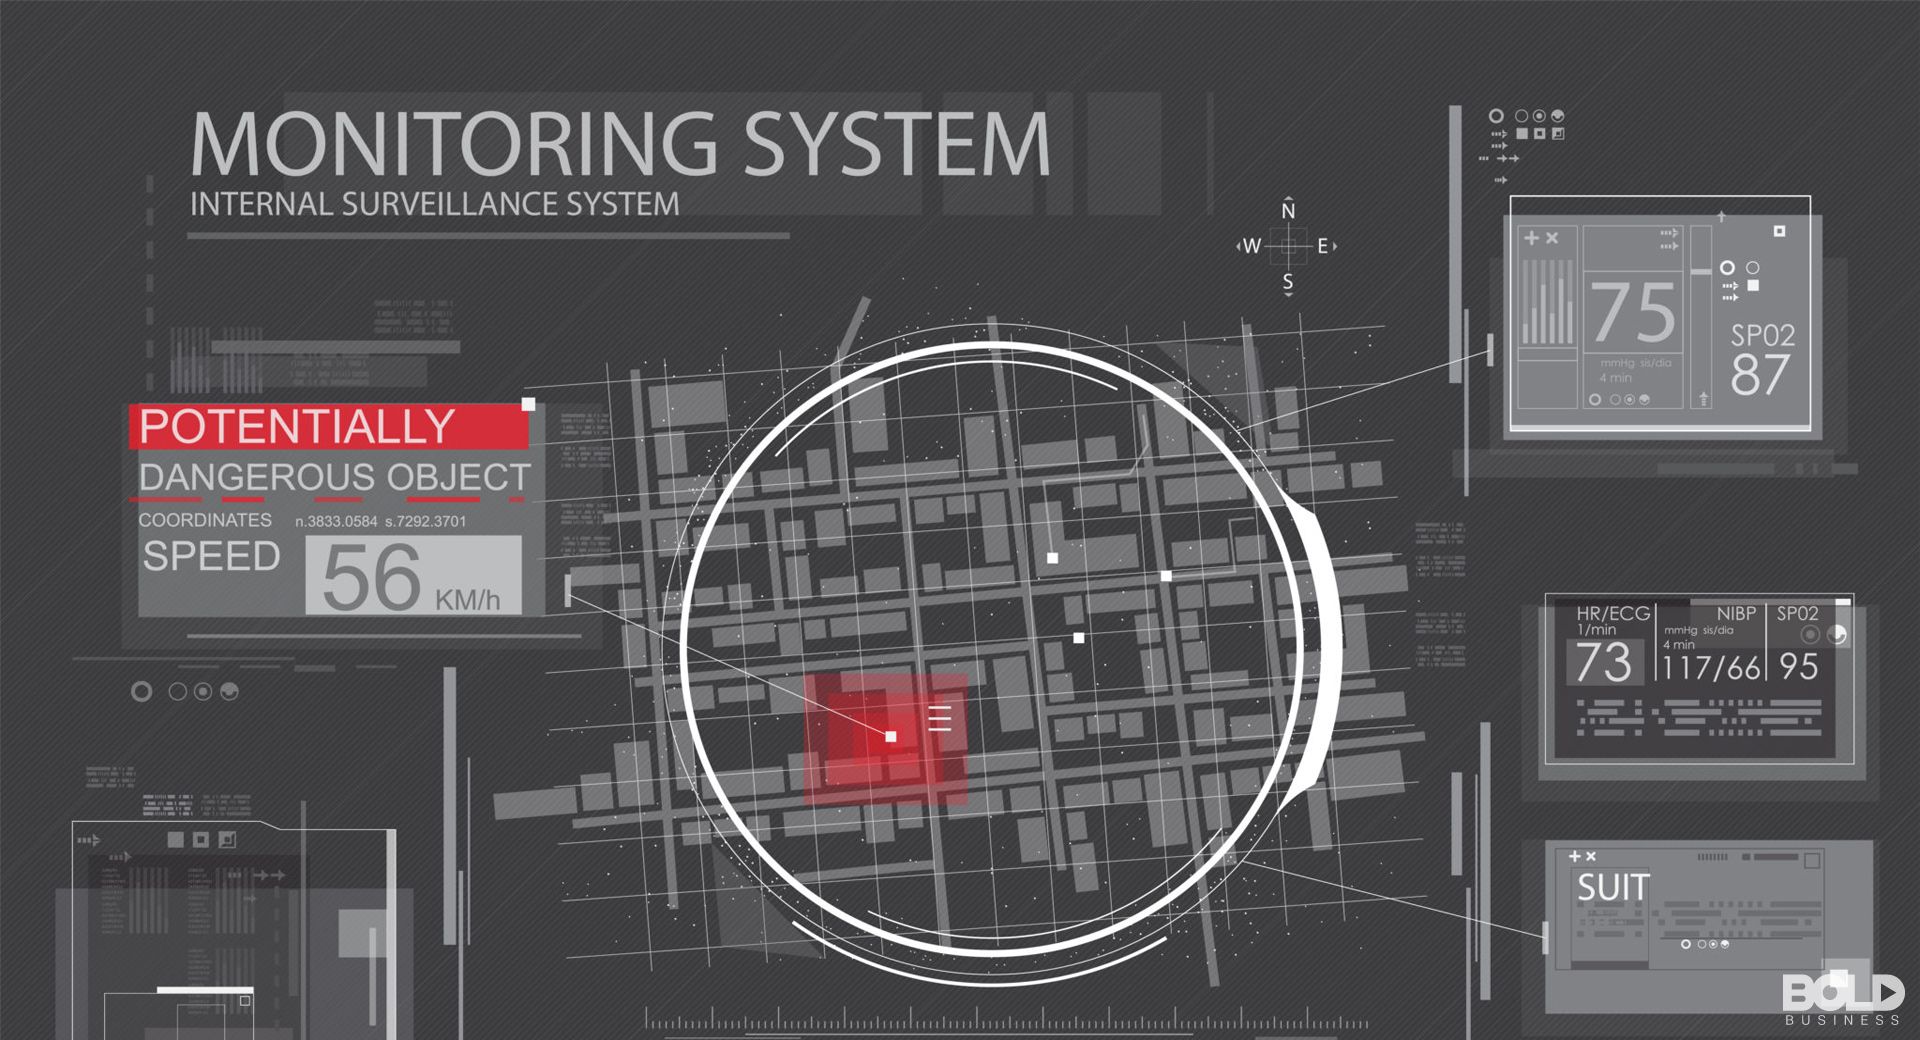 MONITORING SYSTEM
INTERNAL SURVEILLANCE SYSTEM
N
W E
S
75
mmHg sis/dia
4 min
SP02
87
POTENTIALLY
DANGEROUS OBJECT
COORDINATES n.3833.0584 s.7292.3701
SPEED 56 KM/h
HR/ECG NIBP SP02
1/min mmHg sis/dia
4 min
73 117/66 95
SUIT
BOLD
BUSINESS